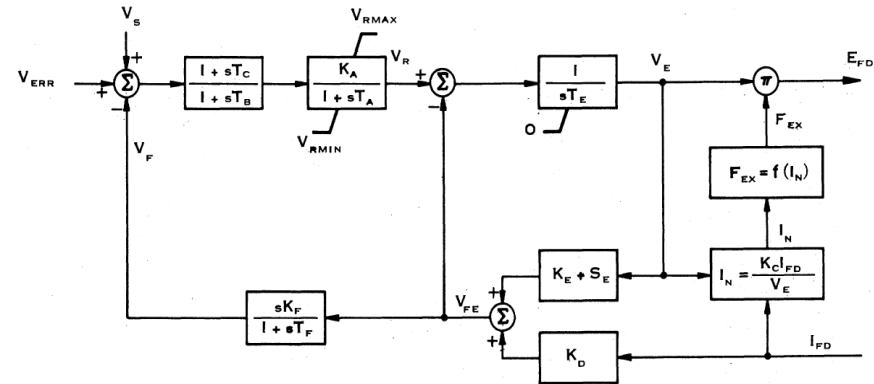 V_S
V_RMAX
V_ERR
+
+
−
Σ
1 + sT_C
1 + sT_B
K_A
1 + sT_A
V_R
V_RMIN
+
−
Σ
1
sT_E
0
V_E
π
E_FD
F_EX
V_F
F_EX = f (I_N)
I_N
K_E + S_E
I_N = K_C I_FD
V_E
sK_F
1 + sT_F
V_FE
+
Σ
+
K_D
I_FD